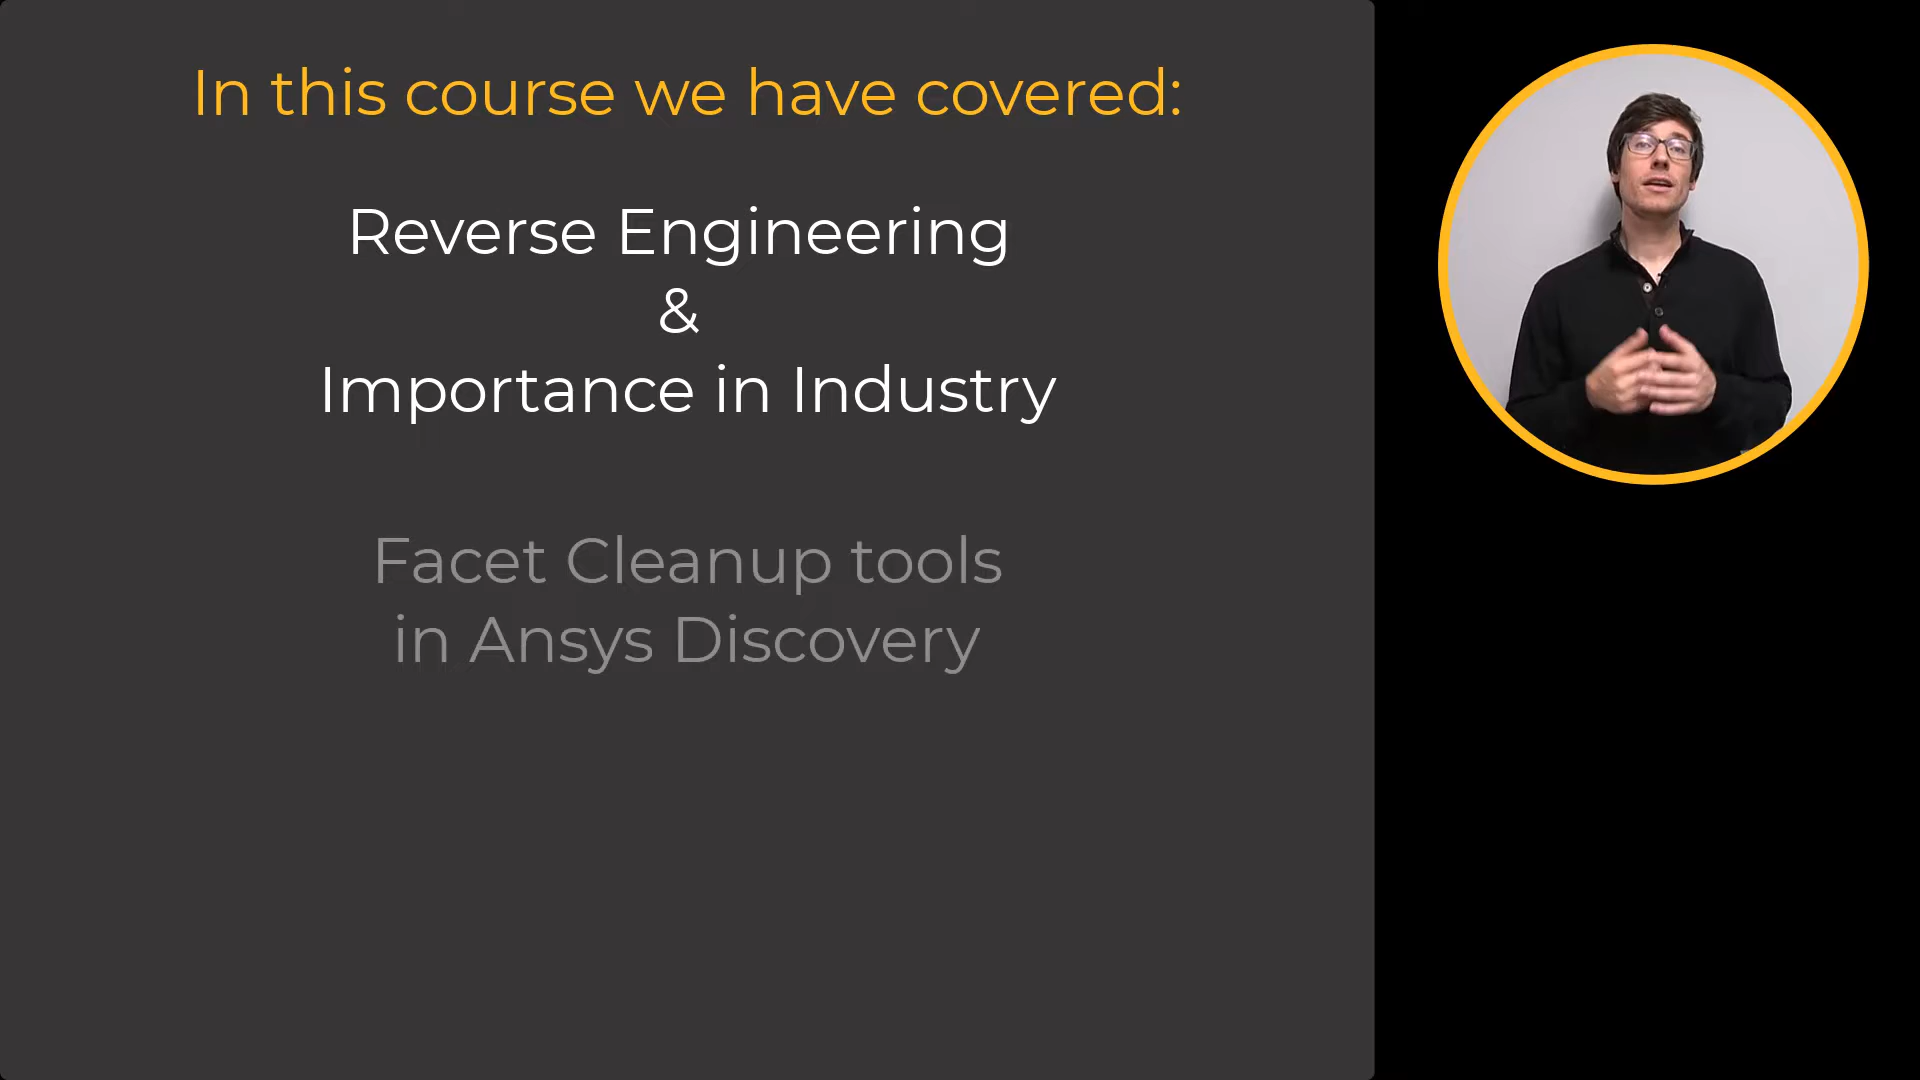 In this course we have covered:
Reverse Engineering
&
Importance in Industry
Facet Cleanup tools
in Ansys Discovery